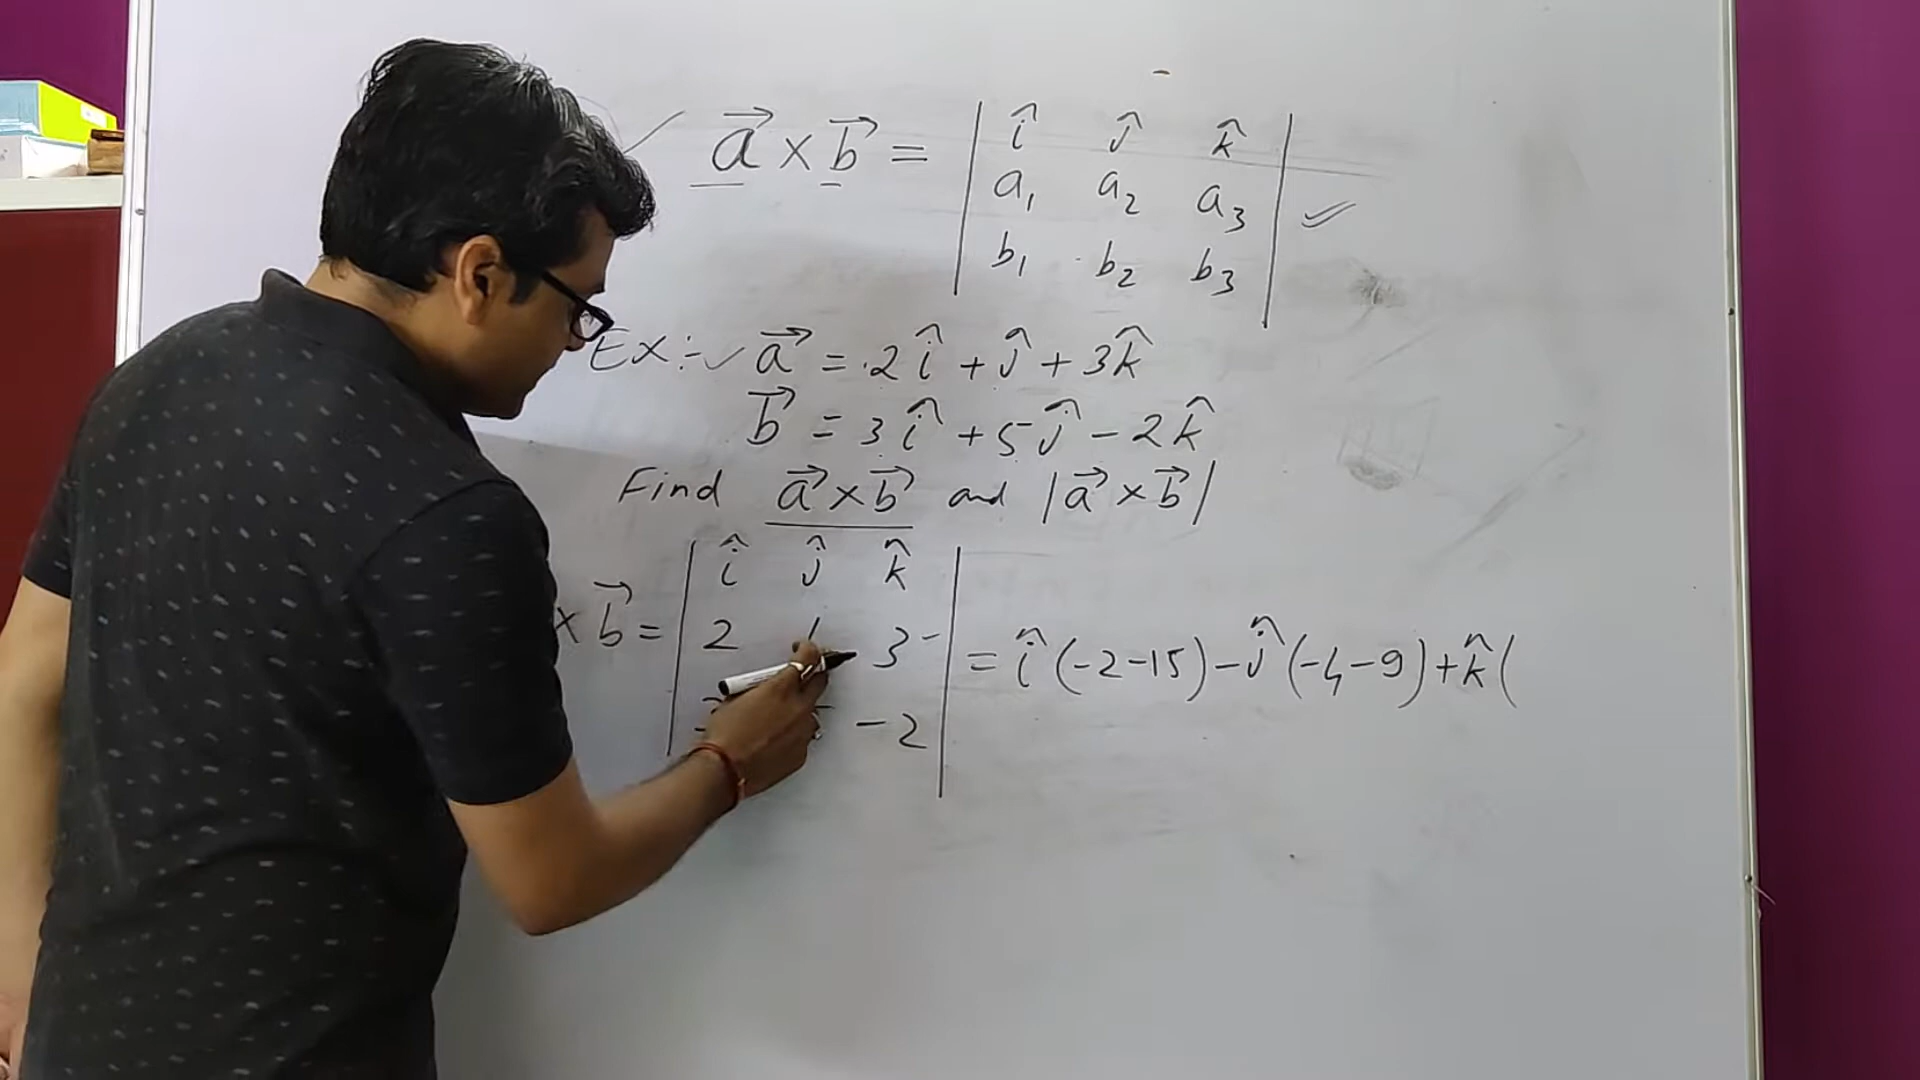 a⃗ × b⃗ = | î ĵ k̂ |
a₁ a₂ a₃
b₁ b₂ b₃
Ex:- a⃗ = 2î + ĵ + 3k̂
b⃗ = 3î + 5ĵ - 2k̂
Find a⃗ × b⃗ and |a⃗ × b⃗|
| î ĵ k̂ |
× b⃗ = 2 1 3 = î(-2-15) - ĵ(-4-9) + k̂(
-2